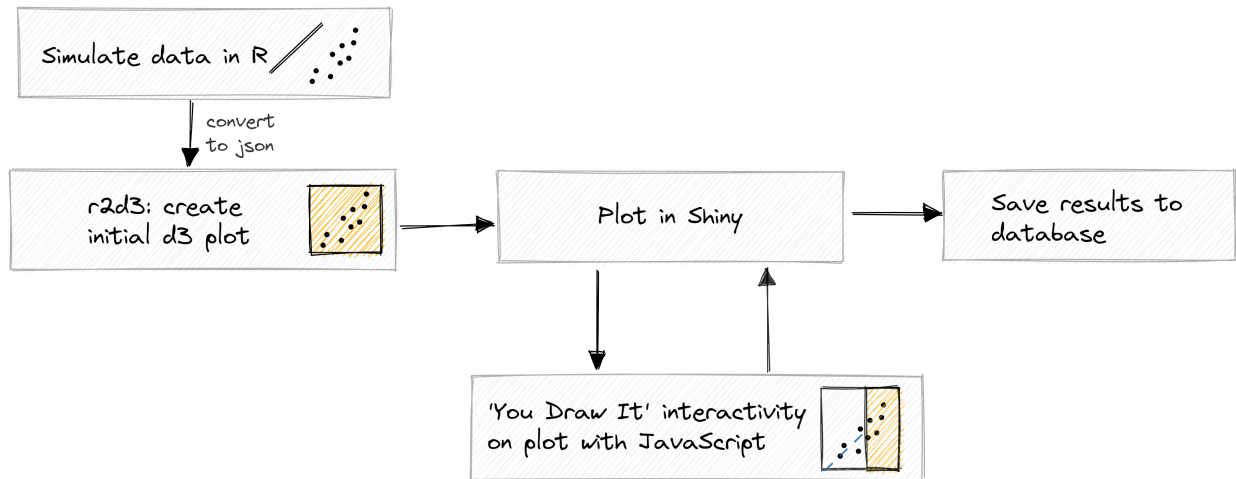 Simulate data in R
convert
to json
r2d3: create
initial d3 plot
Plot in Shiny
Save results to
database
'You Draw It' interactivity
on plot with JavaScript